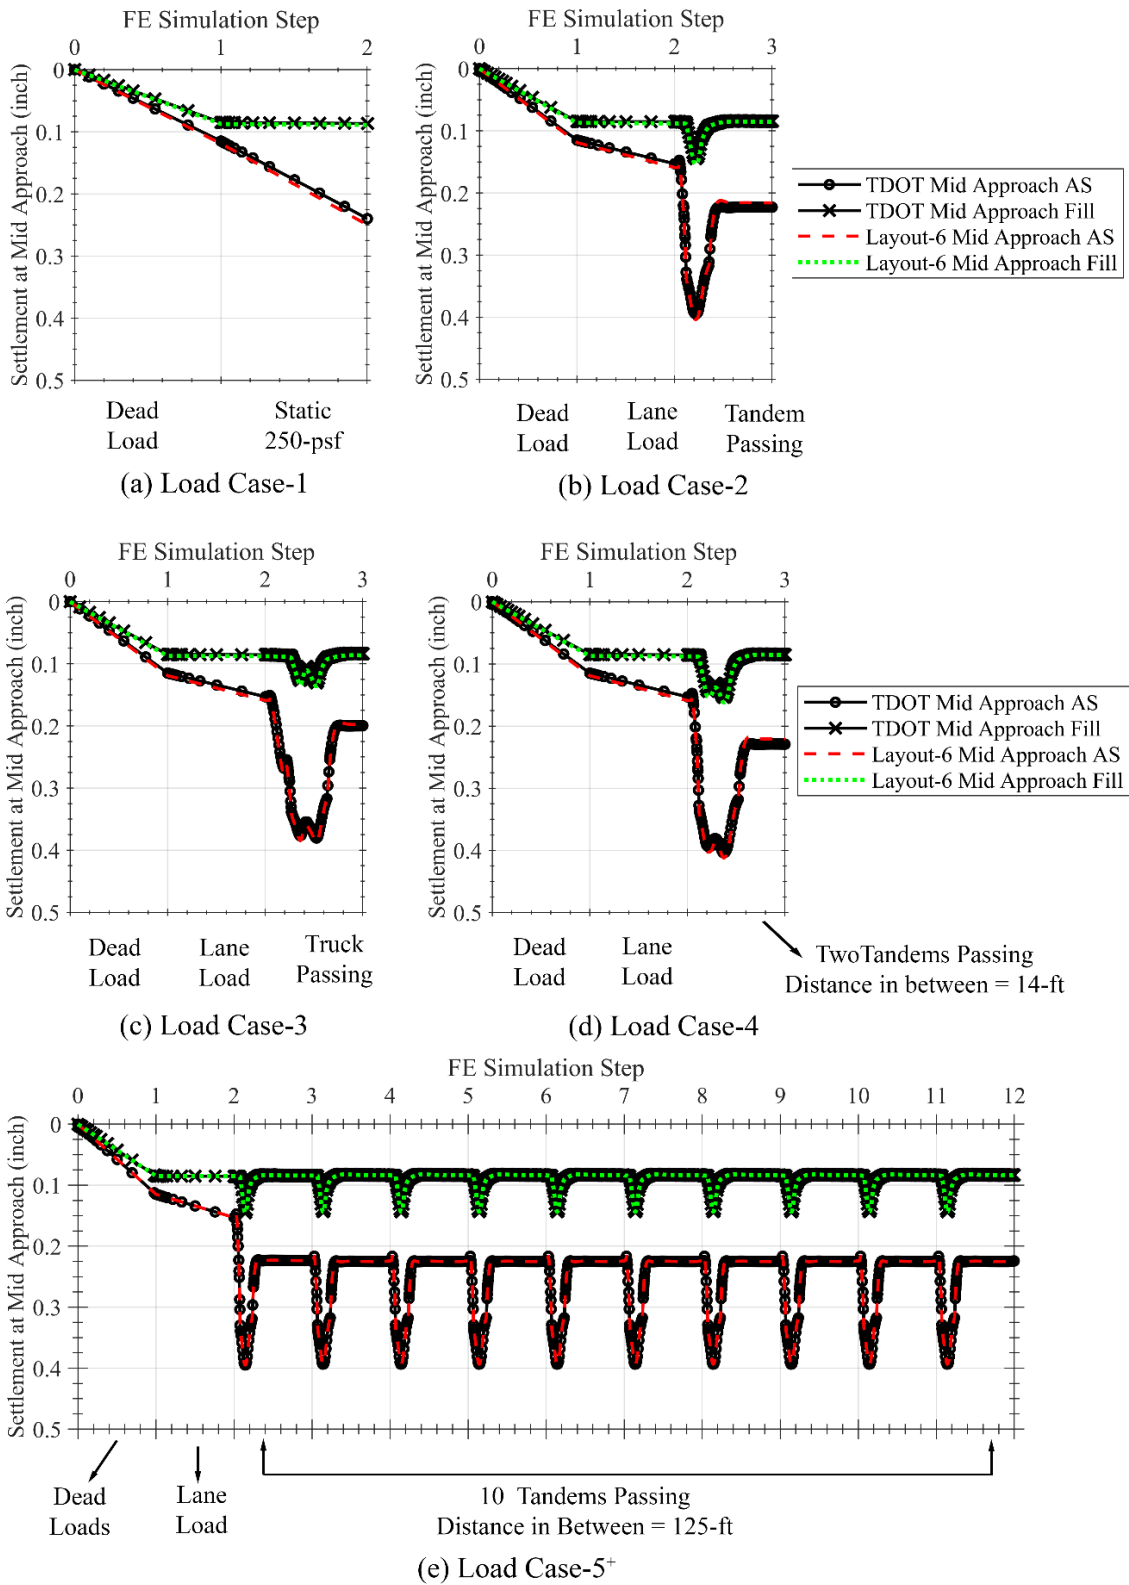 FE Simulation Step
0 1 2
Settlement at Mid Approach (inch)
0
0.1
0.2
0.3
0.4
0.5
Dead Load
Static 250-psf
(a) Load Case-1
FE Simulation Step
0 1 2 3
Settlement at Mid Approach (inch)
0
0.1
0.2
0.3
0.4
0.5
Dead Load
Lane Load
Tandem Passing
(b) Load Case-2
TDOT Mid Approach AS
TDOT Mid Approach Fill
Layout-6 Mid Approach AS
Layout-6 Mid Approach Fill
FE Simulation Step
0 1 2 3
Settlement at Mid Approach (inch)
0
0.1
0.2
0.3
0.4
0.5
Dead Load
Lane Load
Truck Passing
(c) Load Case-3
FE Simulation Step
0 1 2 3
Settlement at Mid Approach (inch)
0
0.1
0.2
0.3
0.4
0.5
Dead Load
Lane Load
TwoTandems Passing
Distance in between = 14-ft
(d) Load Case-4
TDOT Mid Approach AS
TDOT Mid Approach Fill
Layout-6 Mid Approach AS
Layout-6 Mid Approach Fill
FE Simulation Step
0 1 2 3 4 5 6 7 8 9 10 11 12
Settlement at Mid Approach (inch)
0
0.1
0.2
0.3
0.4
0.5
Dead Loads
Lane Load
10 Tandems Passing
Distance in Between = 125-ft
(e) Load Case-5⁺